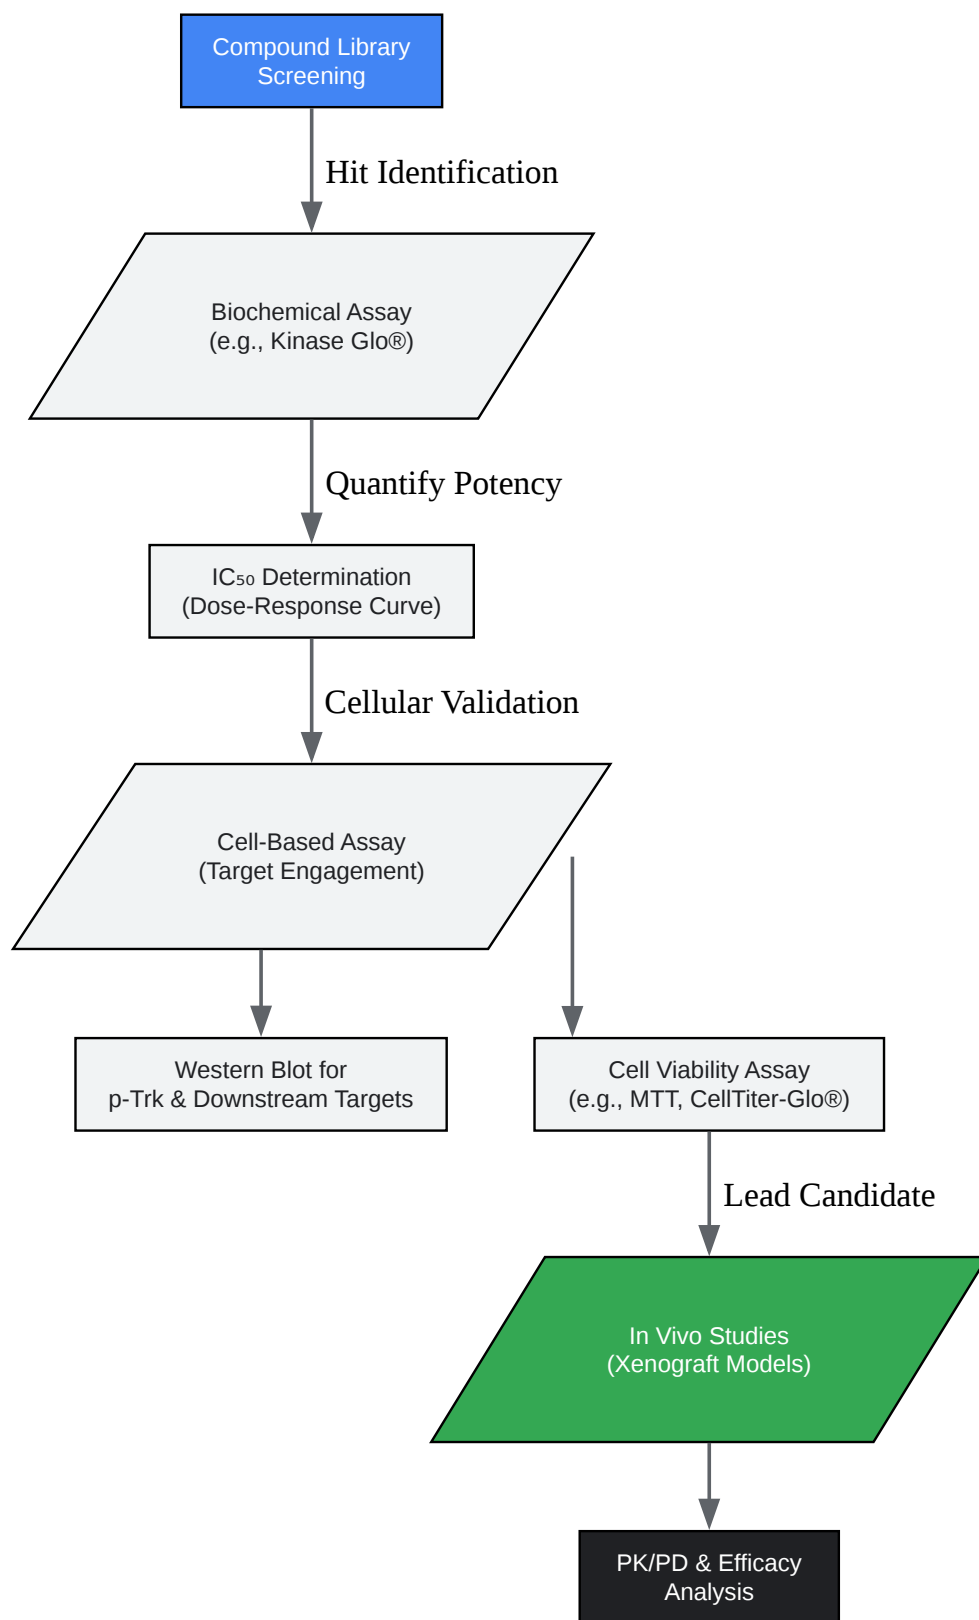 Compound Library
Screening
Hit Identification
Biochemical Assay
(e.g., Kinase Glo®)
Quantify Potency
IC₅₀ Determination
(Dose-Response Curve)
Cellular Validation
Cell-Based Assay
(Target Engagement)
Western Blot for
p-Trk & Downstream Targets
Cell Viability Assay
(e.g., MTT, CellTiter-Glo®)
Lead Candidate
In Vivo Studies
(Xenograft Models)
PK/PD & Efficacy
Analysis